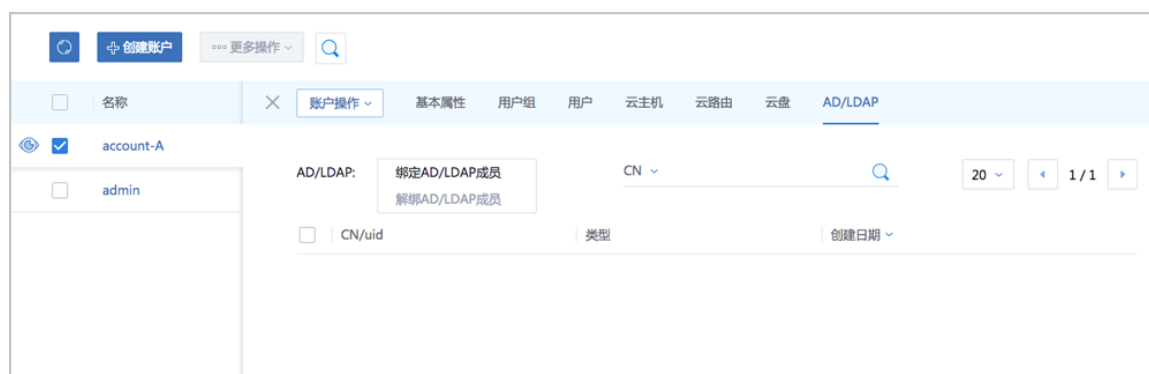 创建账户 更多操作
名称 账户操作 基本属性 用户组 用户 云主机 云路由 云盘 AD/LDAP
account-A
AD/LDAP: 绑定AD/LDAP成员 CN 20 1 / 1
admin
解绑AD/LDAP成员
CN/uid 类型 创建日期